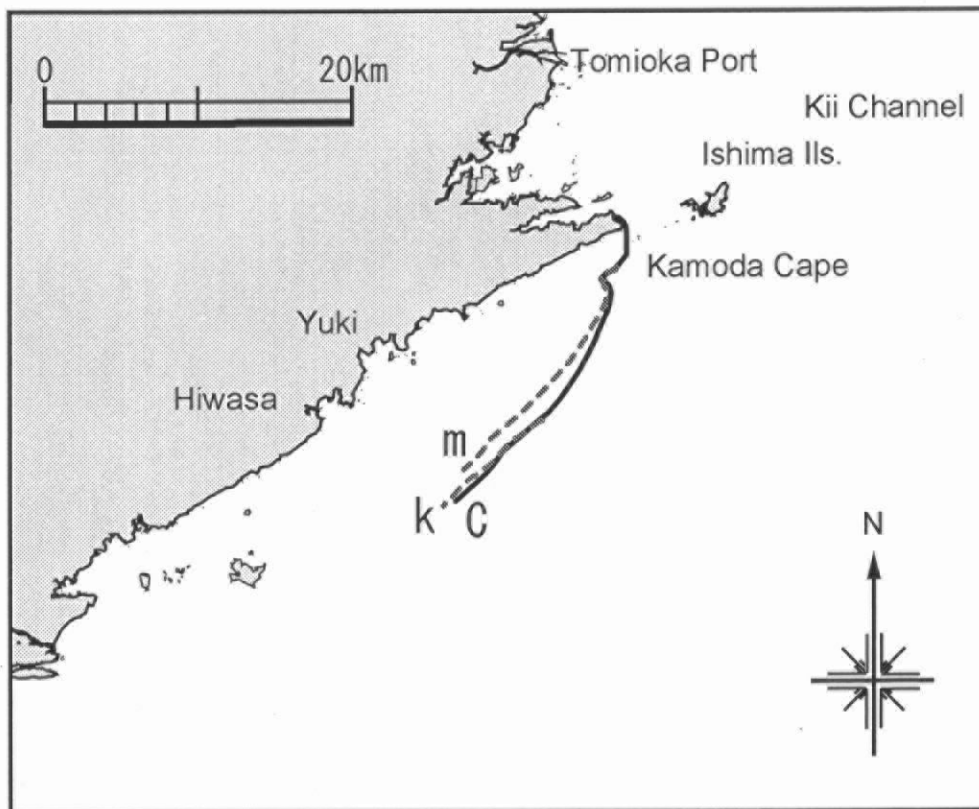 0 20km
Tomioka Port
Kii Channel
Ishima Ils.
Kamoda Cape
Yuki
Hiwasa
m
k C
N